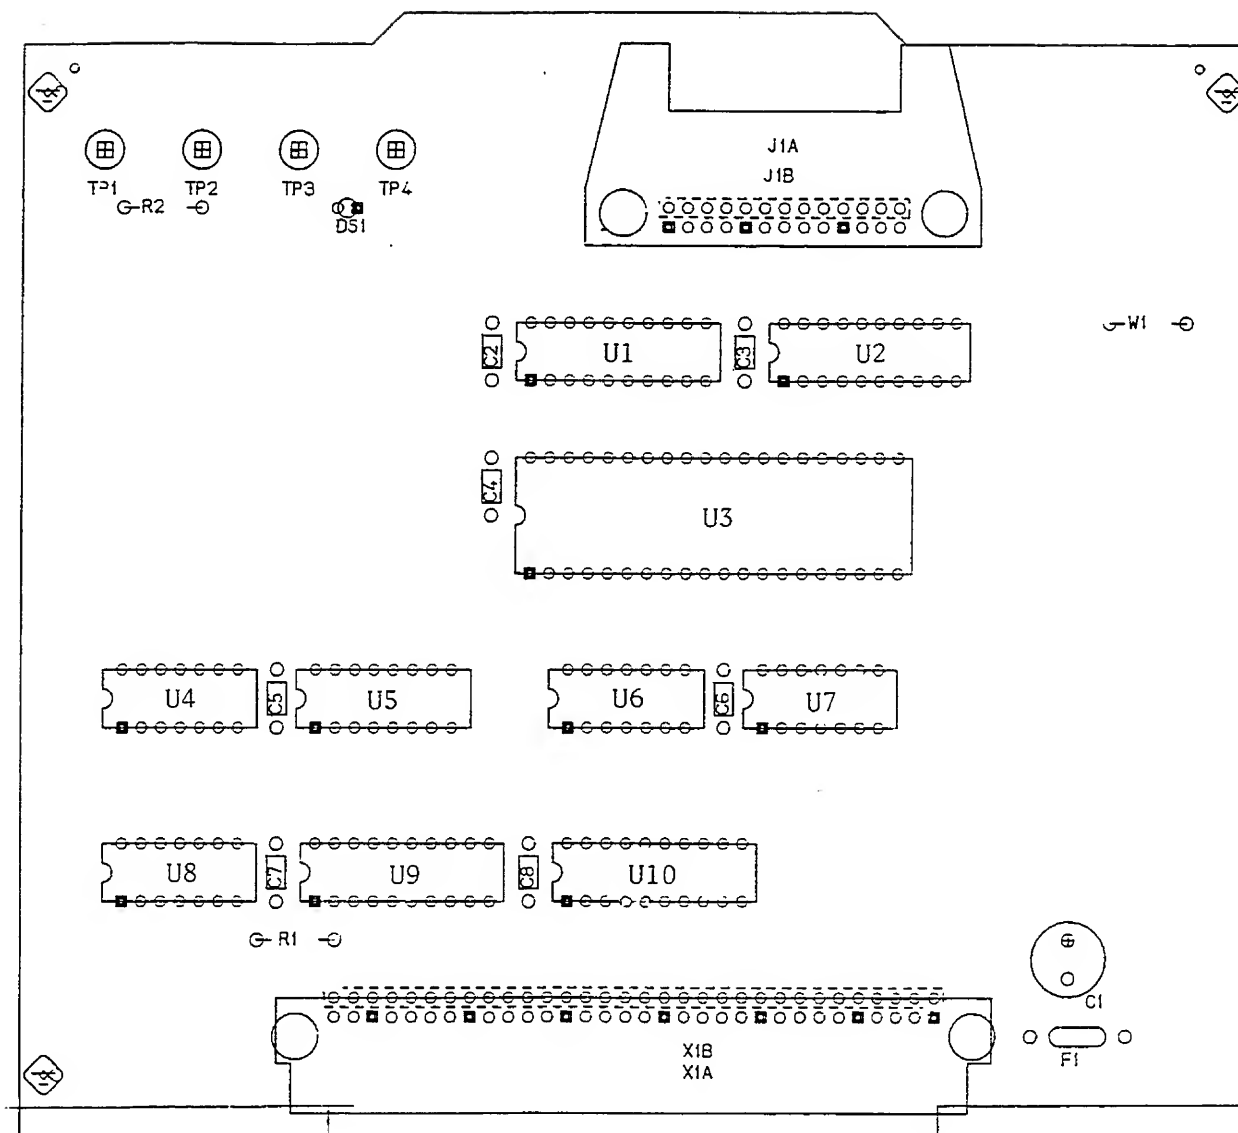 J1A
J1B
TP1 TP2 TP3 TP4
R2
DS1
W1
C2 U1 C3 U2
C4 U3
U4 C5 U5 U6 C6 U7
U8 C7 U9 C8 U10
R1
C1
X1B
F1
X1A